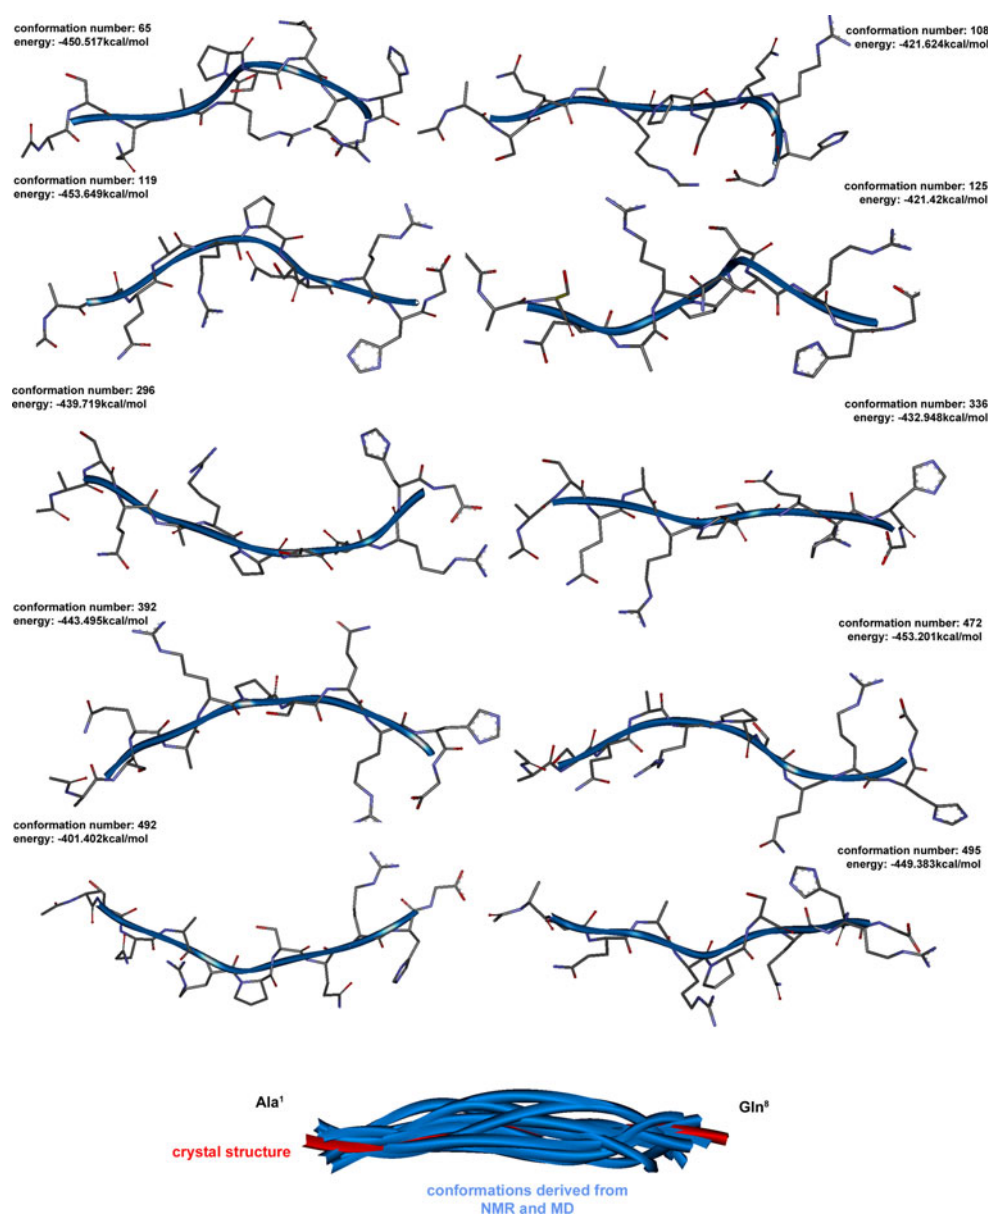 conformation number: 65
energy: -450.517kcal/mol
conformation number: 108
energy: -421.624kcal/mol
conformation number: 119
energy: -453.649kcal/mol
conformation number: 125
energy: -421.42kcal/mol
conformation number: 296
energy: -439.719kcal/mol
conformation number: 336
energy: -432.948kcal/mol
conformation number: 392
energy: -443.495kcal/mol
conformation number: 472
energy: -453.201kcal/mol
conformation number: 492
energy: -401.402kcal/mol
conformation number: 495
energy: -449.383kcal/mol
Ala¹
Gln⁸
crystal structure
conformations derived from
NMR and MD